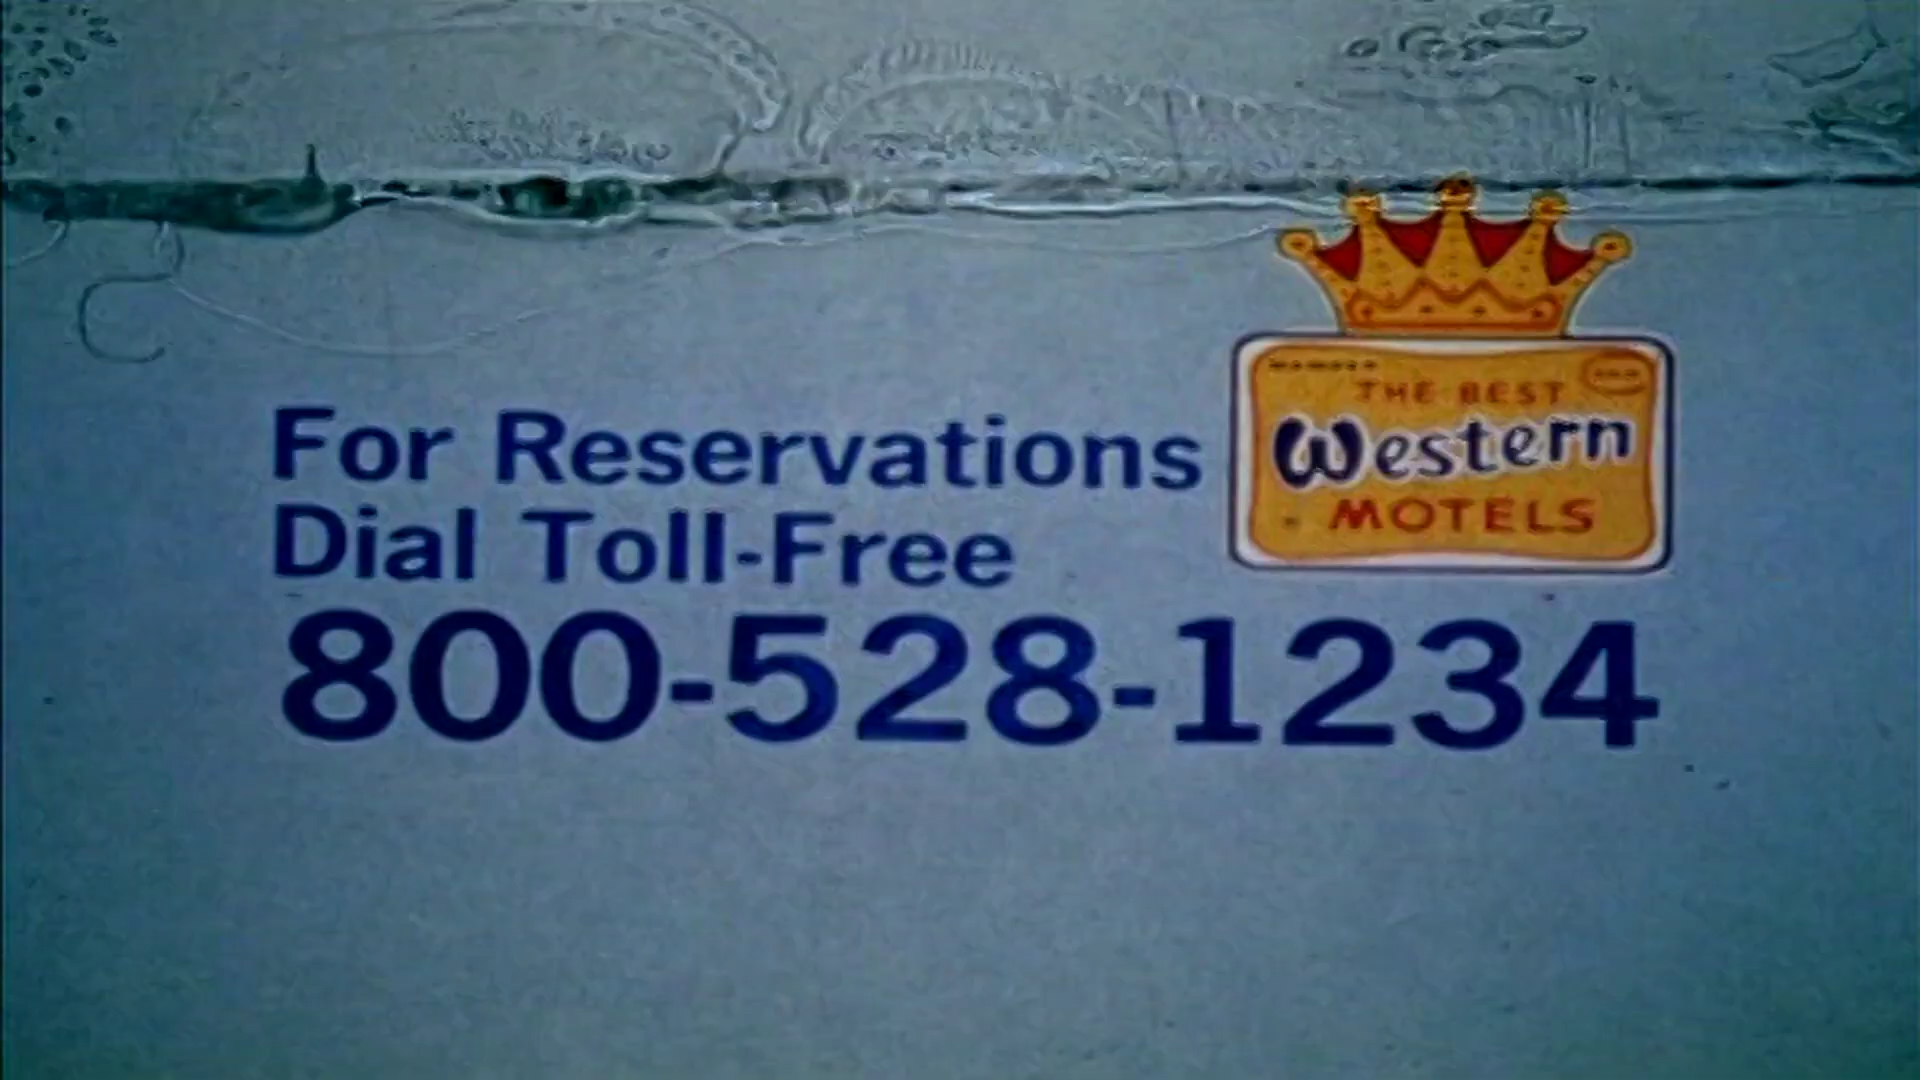 THE BEST
Western
MOTELS
For Reservations
Dial Toll-Free
800-528-1234